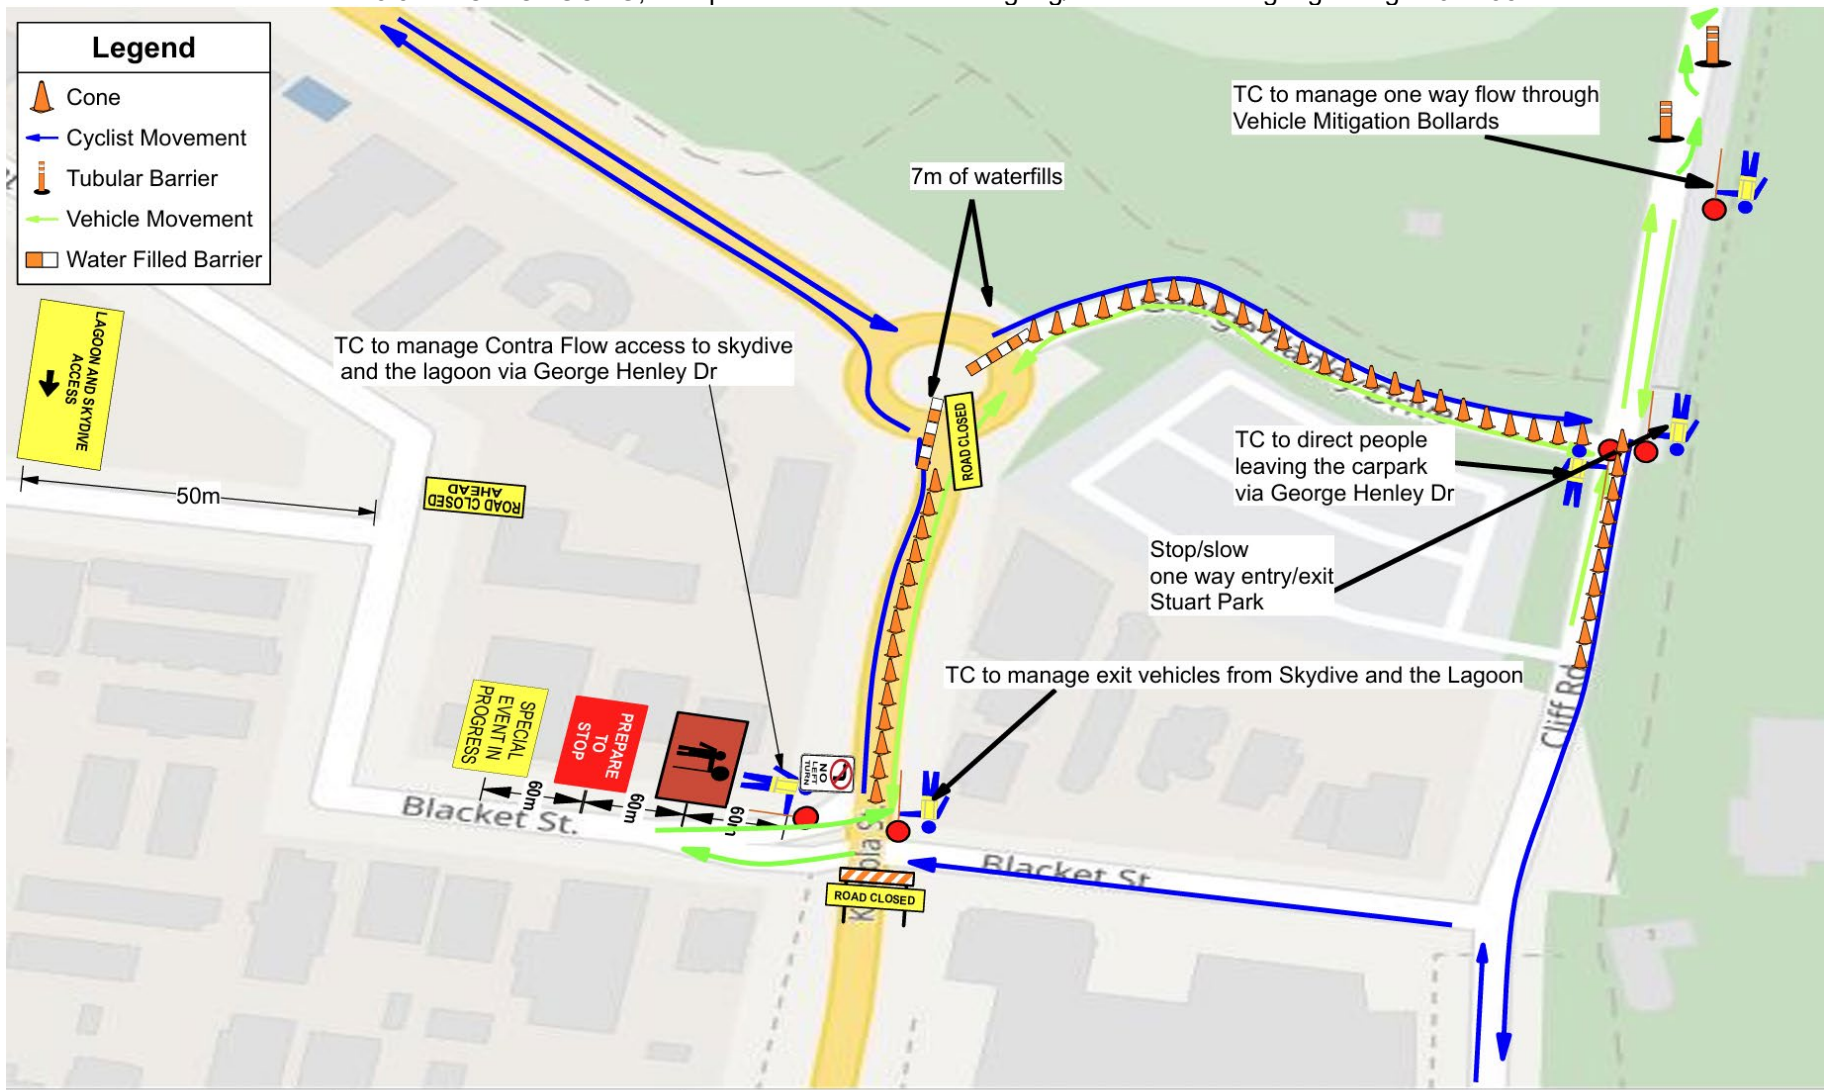 Legend
Cone
Cyclist Movement
Tubular Barrier
Vehicle Movement
Water Filled Barrier
TC to manage one way flow through
Vehicle Mitigation Bollards
7m of waterfills
TC to manage Contra Flow access to skydive
and the lagoon via George Henley Dr
LAGOON AND SKYDIVE
ACCESS
ROAD CLOSED
TC to direct people
leaving the carpark
via George Henley Dr
50m
ROAD CLOSED
AHEAD
Stop/slow
one way entry/exit
Stuart Park
TC to manage exit vehicles from Skydive and the Lagoon
Cliff Rd
SPECIAL
EVENT IN
PROGRESS
PREPARE
TO
STOP
NO
LEFT
TURN
60m
60m
60m
Blacket St.
Blacket St
ROAD CLOSED